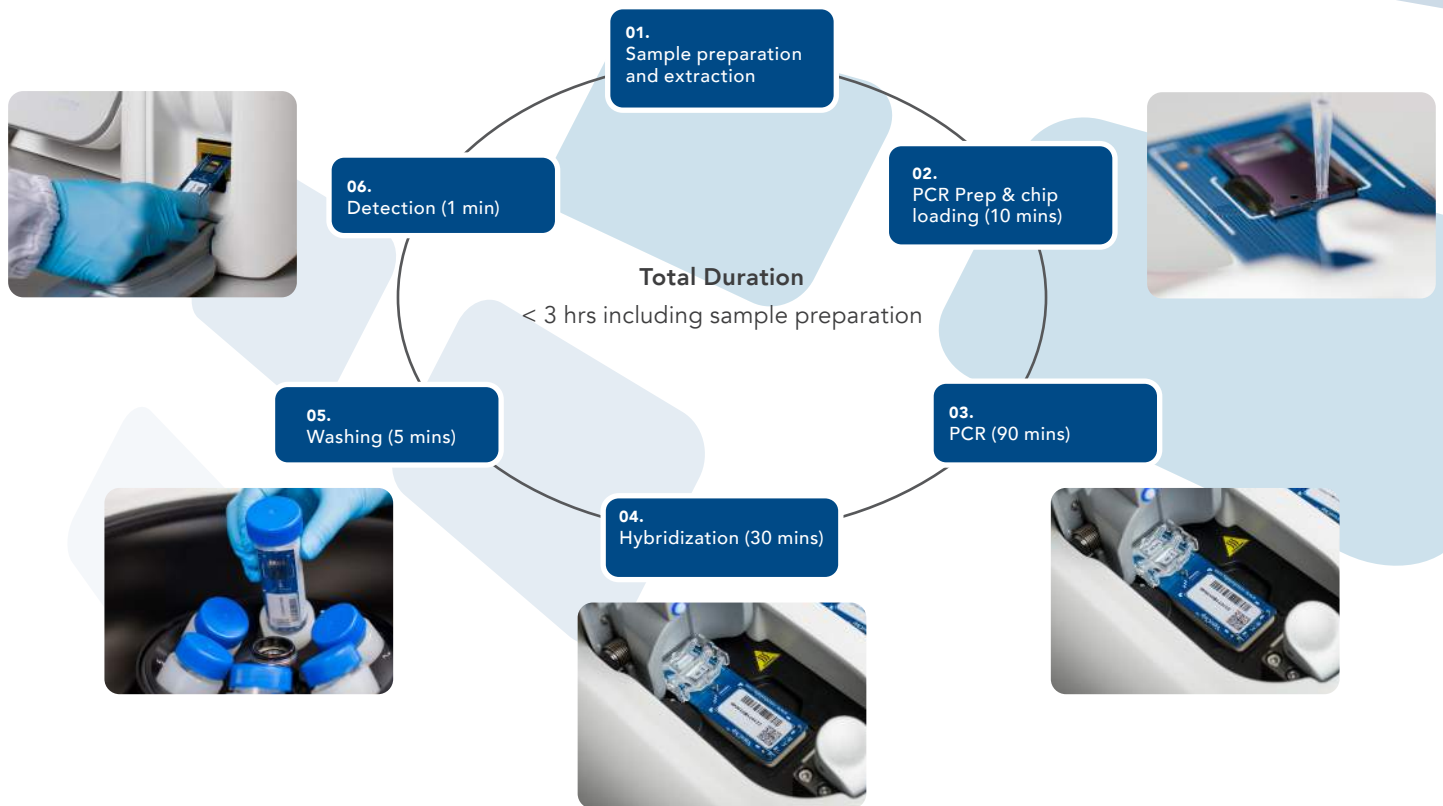 01.
Sample preparation
and extraction
02.
PCR Prep & chip
loading (10 mins)
03.
PCR (90 mins)
04.
Hybridization (30 mins)
05.
Washing (5 mins)
06.
Detection (1 min)
Total Duration
< 3 hrs including sample preparation